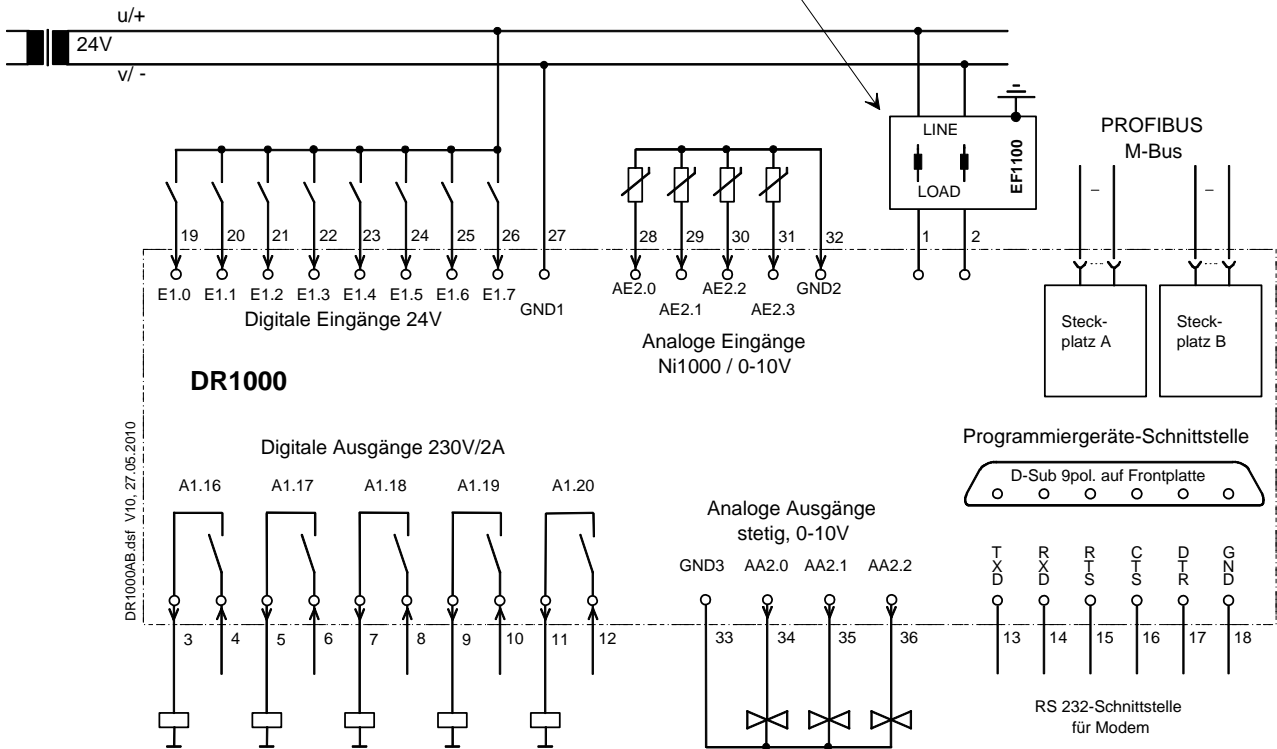 u/+
24V
v/ -
LINE
LOAD
EF1100
PROFIBUS
M-Bus
–
–
19 20 21 22 23 24 25 26 27 28 29 30 31 32 1 2
E1.0 E1.1 E1.2 E1.3 E1.4 E1.5 E1.6 E1.7 GND1
Digitale Eingänge 24V
AE2.0 AE2.1 AE2.2 AE2.3 GND2
Analoge Eingänge
Ni1000 / 0-10V
Steck-
platz A
Steck-
platz B
DR1000
DR1000AB.dsf V10, 27.05.2010
Digitale Ausgänge 230V/2A
A1.16 A1.17 A1.18 A1.19 A1.20
Analoge Ausgänge
stetig, 0-10V
GND3 AA2.0 AA2.1 AA2.2
Programmiergeräte-Schnittstelle
D-Sub 9pol. auf Frontplatte
TXD RXD RTS CTS DTR GND
3 4 5 6 7 8 9 10 11 12 33 34 35 36 13 14 15 16 17 18
RS 232-Schnittstelle
für Modem